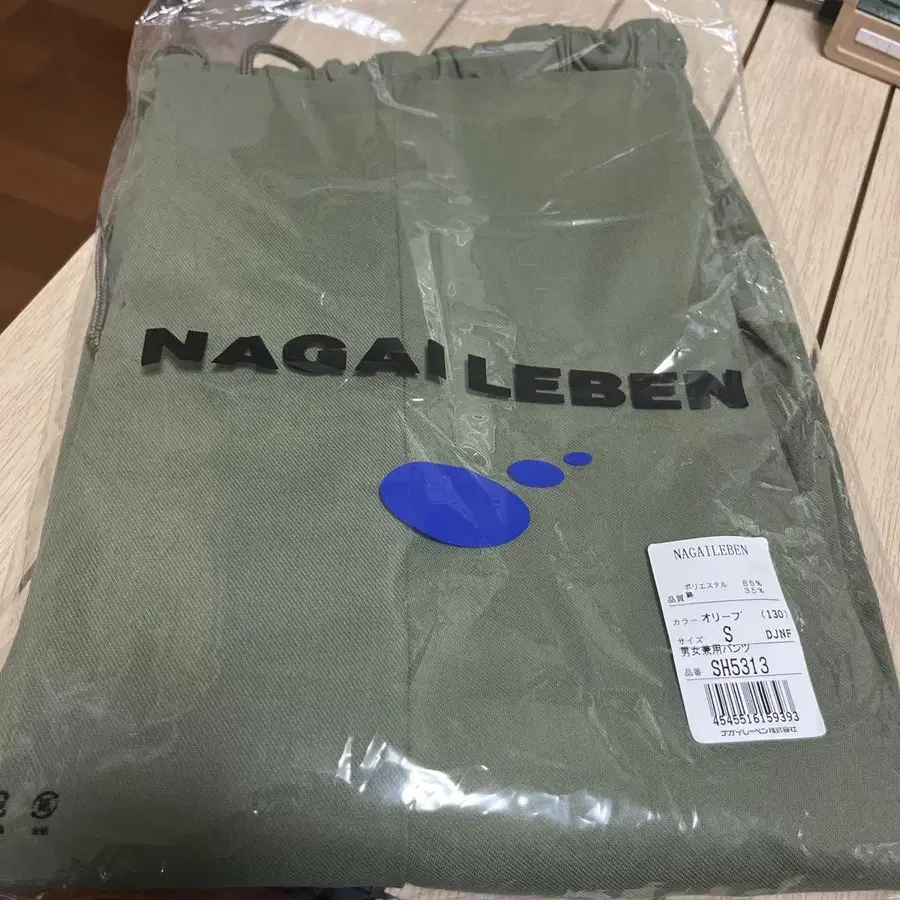 NAGAILEBEN
NAGAILEBEN
ポリエステル 65%
品質 綿 35%
カラー オリーブ (130)
サイズ S DJNF
男女兼用パンツ
品番 SH5313
4545516159393
ナガイレーベン株式会社